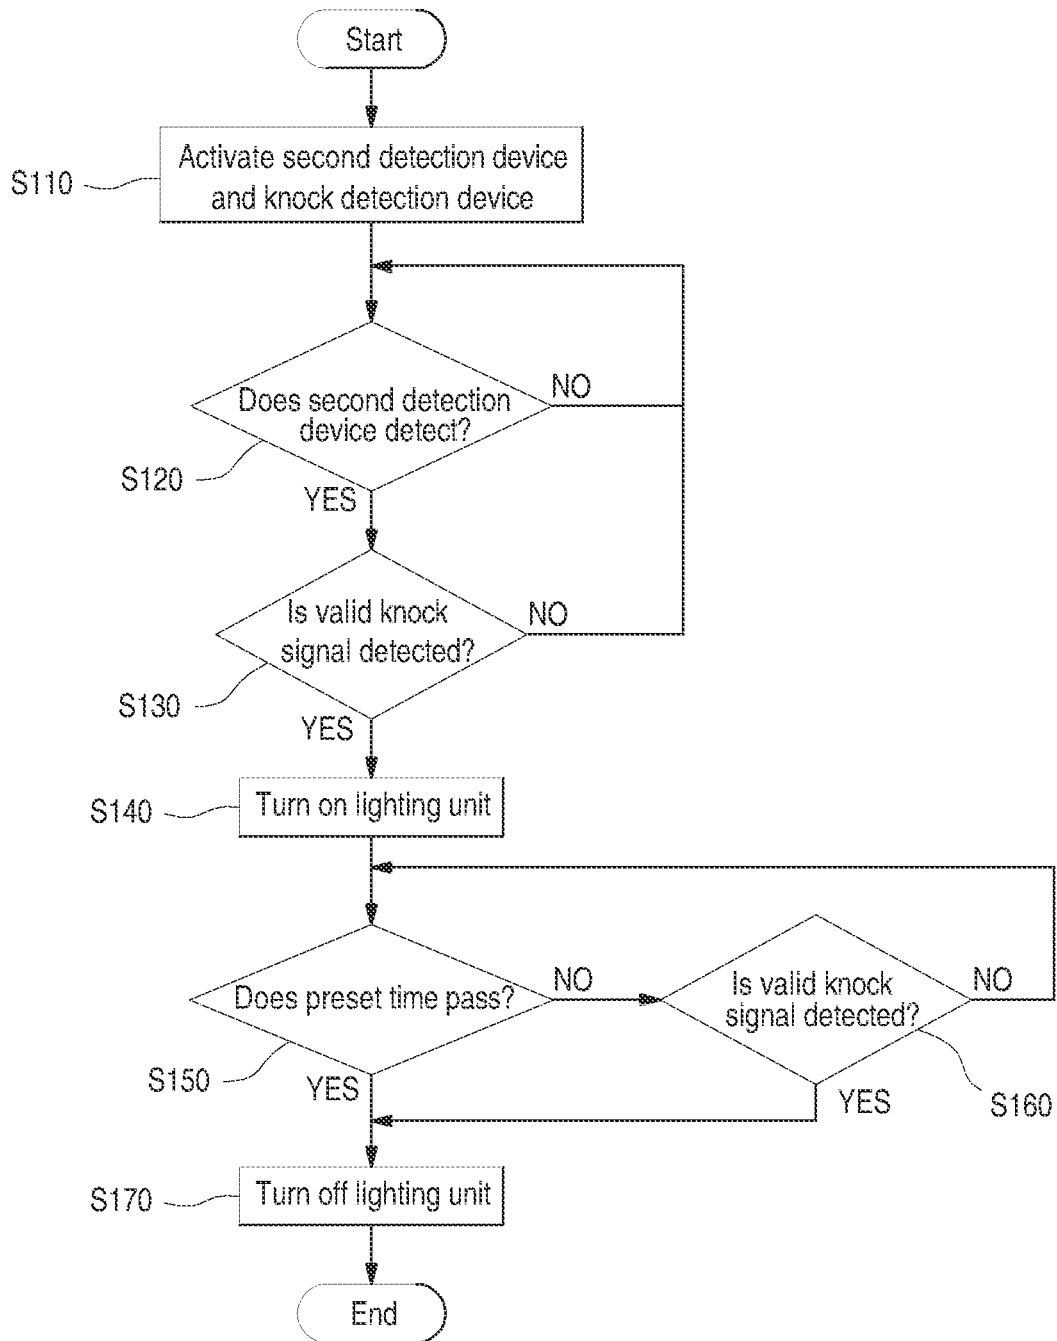 Start
Activate second detection device
and knock detection device
S110
Does second detection
device detect?
NO
S120
YES
Is valid knock
signal detected?
NO
S130
YES
Turn on lighting unit
S140
Does preset time pass?
NO
Is valid knock
signal detected?
NO
S150
YES
YES
S160
Turn off lighting unit
S170
End